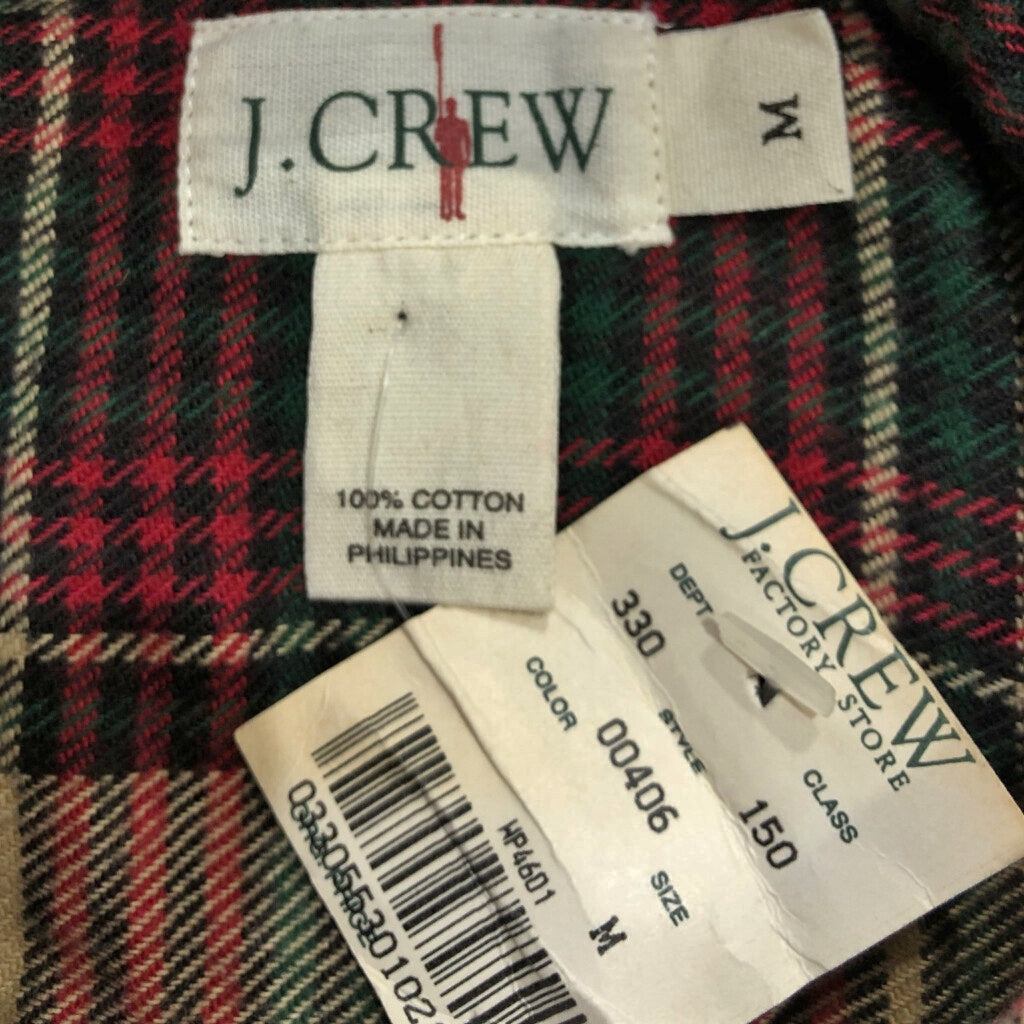 J.CREW
M
100% COTTON
MADE IN
PHILIPPINES
J.CREW
FACTORY STORE
DEPT
CLASS
330
150
STYLE
00406
COLOR
SIZE
M
WP4601